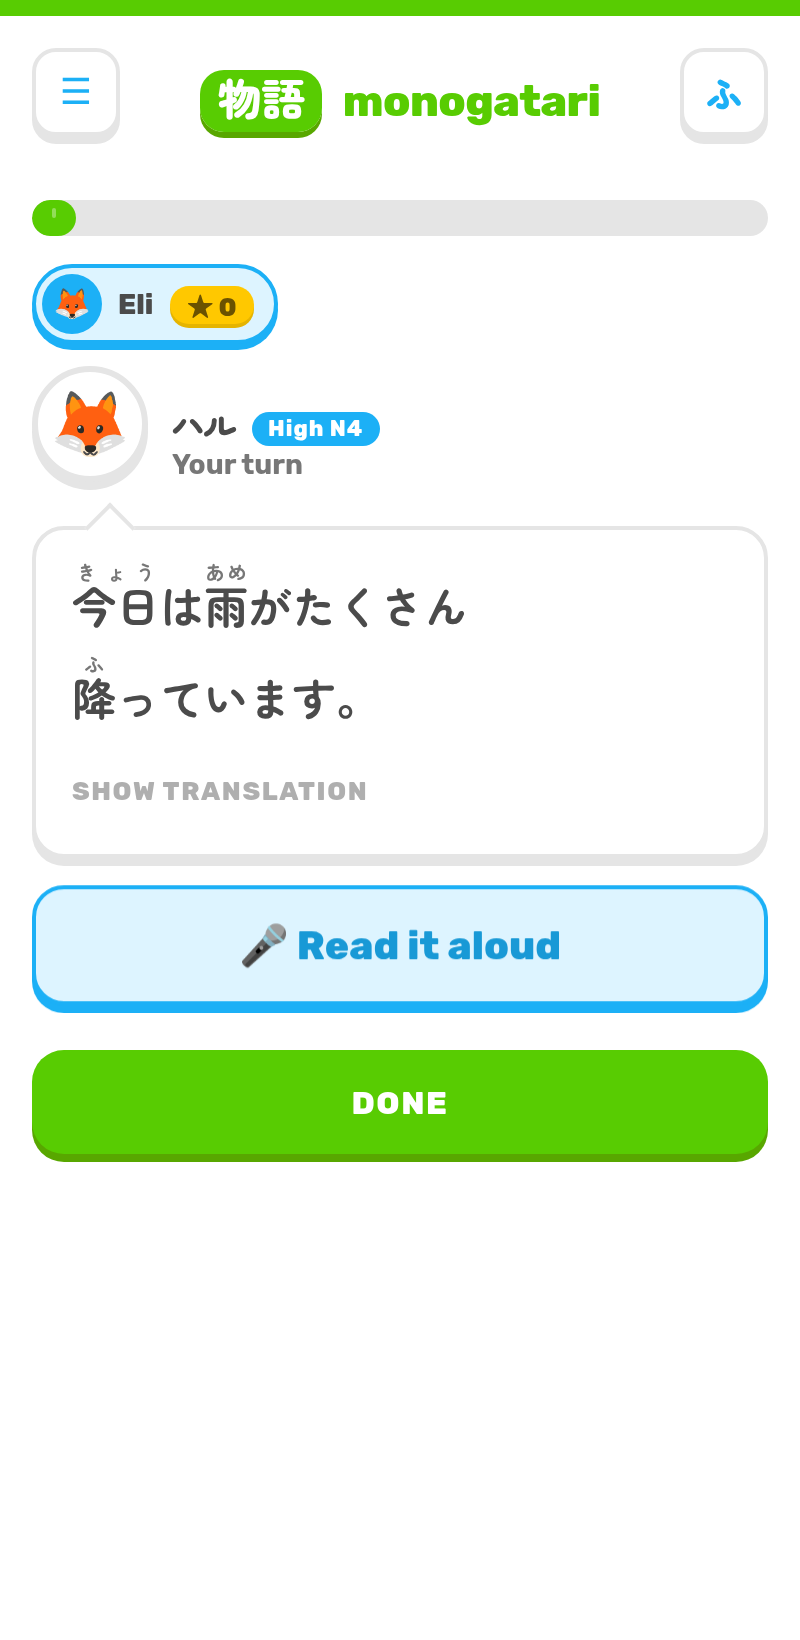 ☰
物語 monogatari
ふ
Eli ★ 0
ハル High N4
Your turn
きょう あめ
今日は雨がたくさん
ふ
降っています。
SHOW TRANSLATION
🎤 Read it aloud
DONE